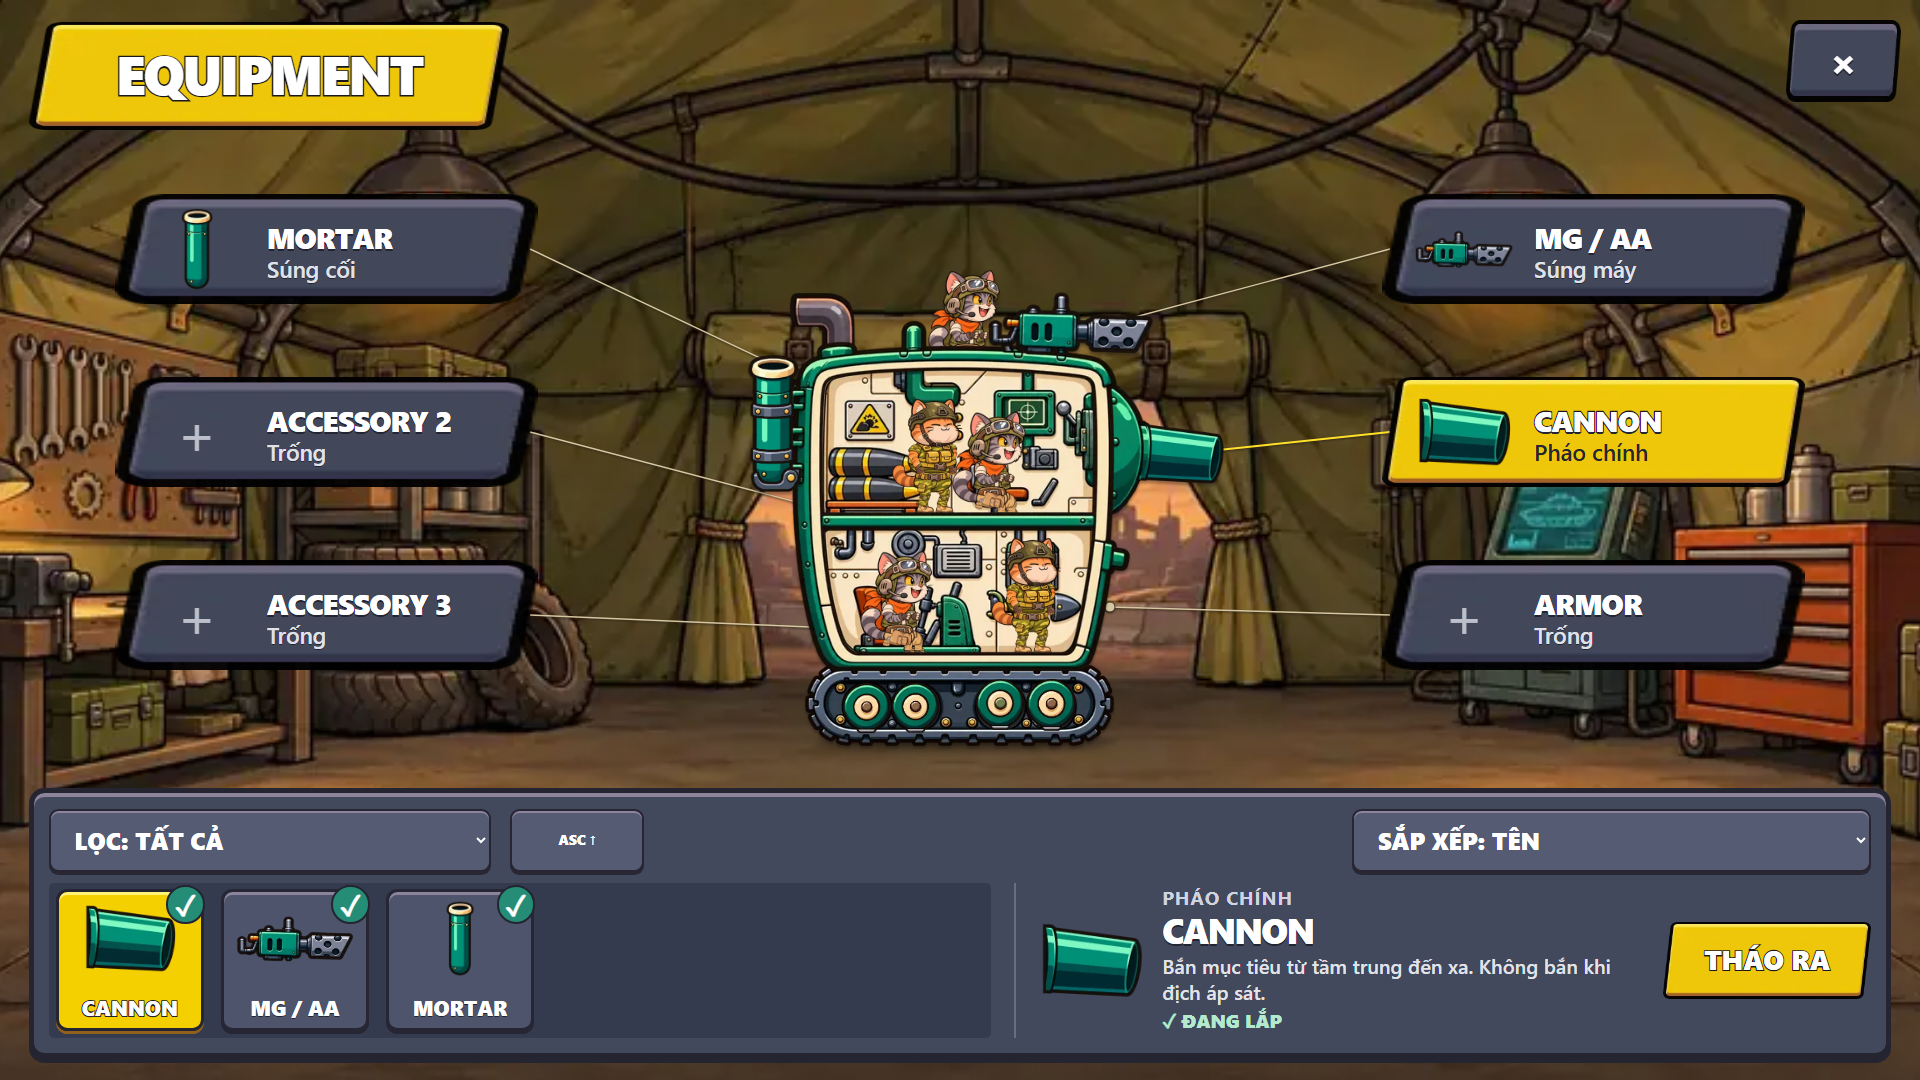 EQUIPMENT
×
MORTAR
Súng cối
MG / AA
Súng máy
ACCESSORY 2
Trống
CANNON
Pháo chính
ACCESSORY 3
Trống
ARMOR
Trống
LỌC: TẤT CẢ
ASC ↑
SẮP XẾP: TÊN
CANNON
MG / AA
MORTAR
PHÁO CHÍNH
CANNON
Bắn mục tiêu từ tầm trung đến xa. Không bắn khi
địch áp sát.
✓ ĐANG LẮP
THÁO RA